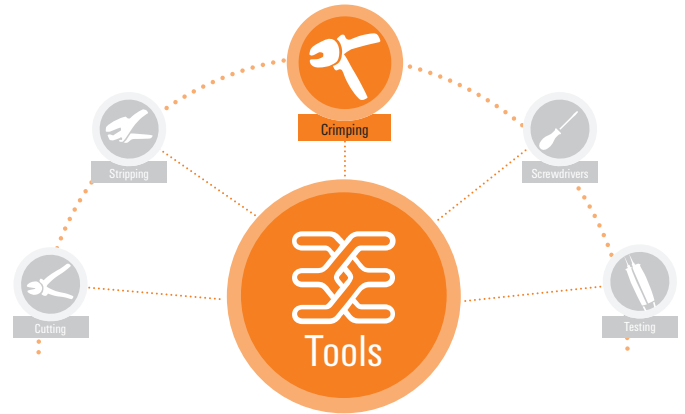 Crimping
Stripping
Screwdrivers
Cutting
Testing
Tools